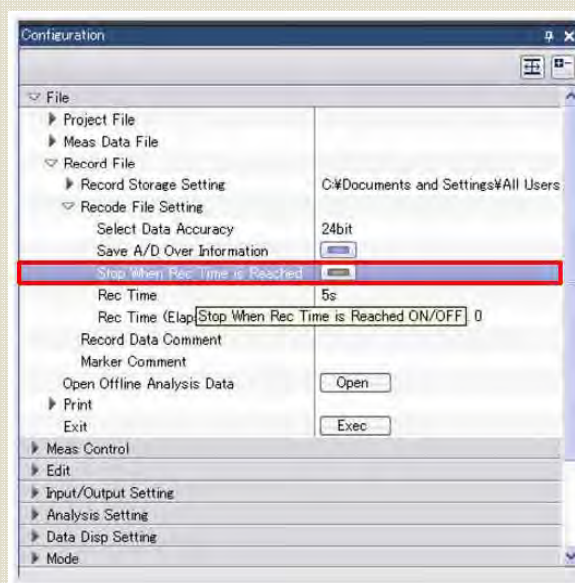 Configuration
File
Project File
Meas Data File
Record File
Record Storage Setting C:¥Documents and Settings¥All Users
Recode File Setting
Select Data Accuracy 24bit
Save A/D Over Information
Stop When Rec Time is Reached
Rec Time 5s
Rec Time (Elap Stop When Rec Time is Reached ON/OFF 0
Record Data Comment
Marker Comment
Open Offline Analysis Data Open
Print
Exit Exec
Meas Control
Edit
Input/Output Setting
Analysis Setting
Data Disp Setting
Mode